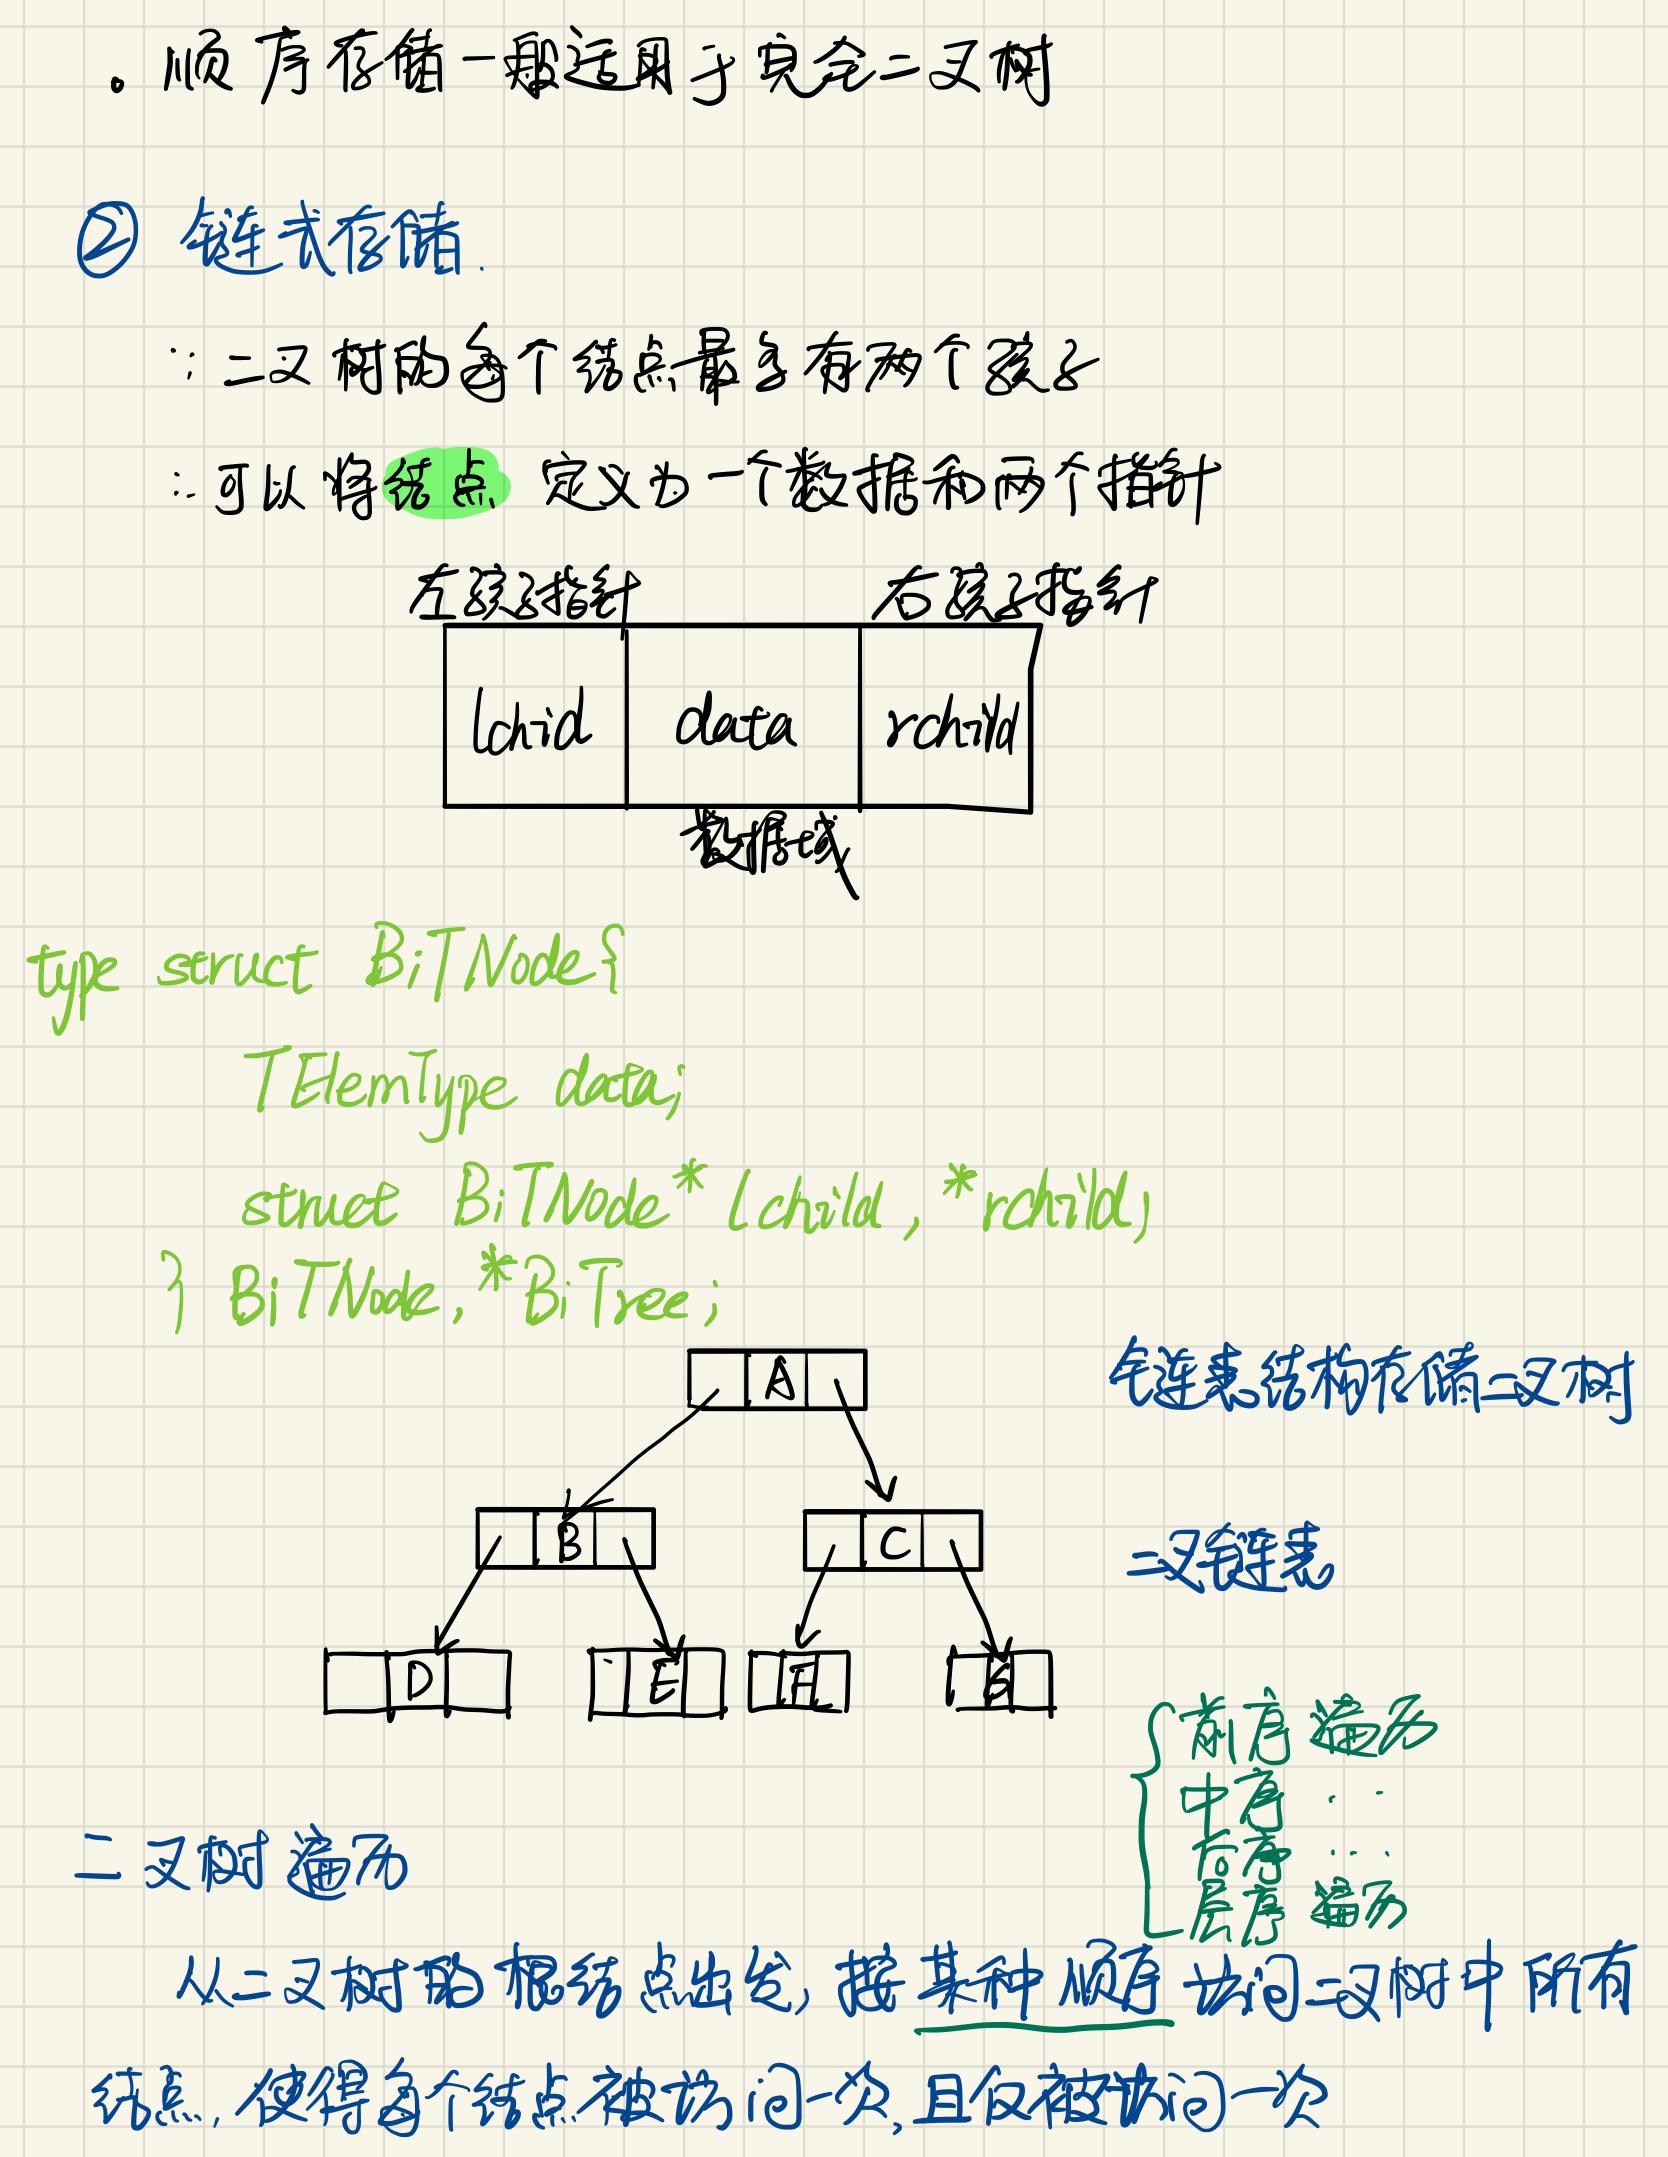 。顺序存储一般适用于完全二叉树
② 链式存储.
∵ 二叉树的每个结点最多有两个孩子
∴ 可以将结点 定义为一个数据和两个指针
左孩子指针 右孩子指针
lchid data rchild
数据域
type struct BiTNode{
TElemType data;
struct BiTNode* lchild, *rchild;
} BiTNode, *BiTree;
A
链表结构存储二叉树
B C
二叉链表
D E F G
前序 遍历
中序 ‥
后序 ‥
层序 遍历
二叉树遍历
从二叉树的根结点出发, 按某种顺序 访问二叉树中所有
结点, 使得每个结点被访问一次, 且仅被访问一次